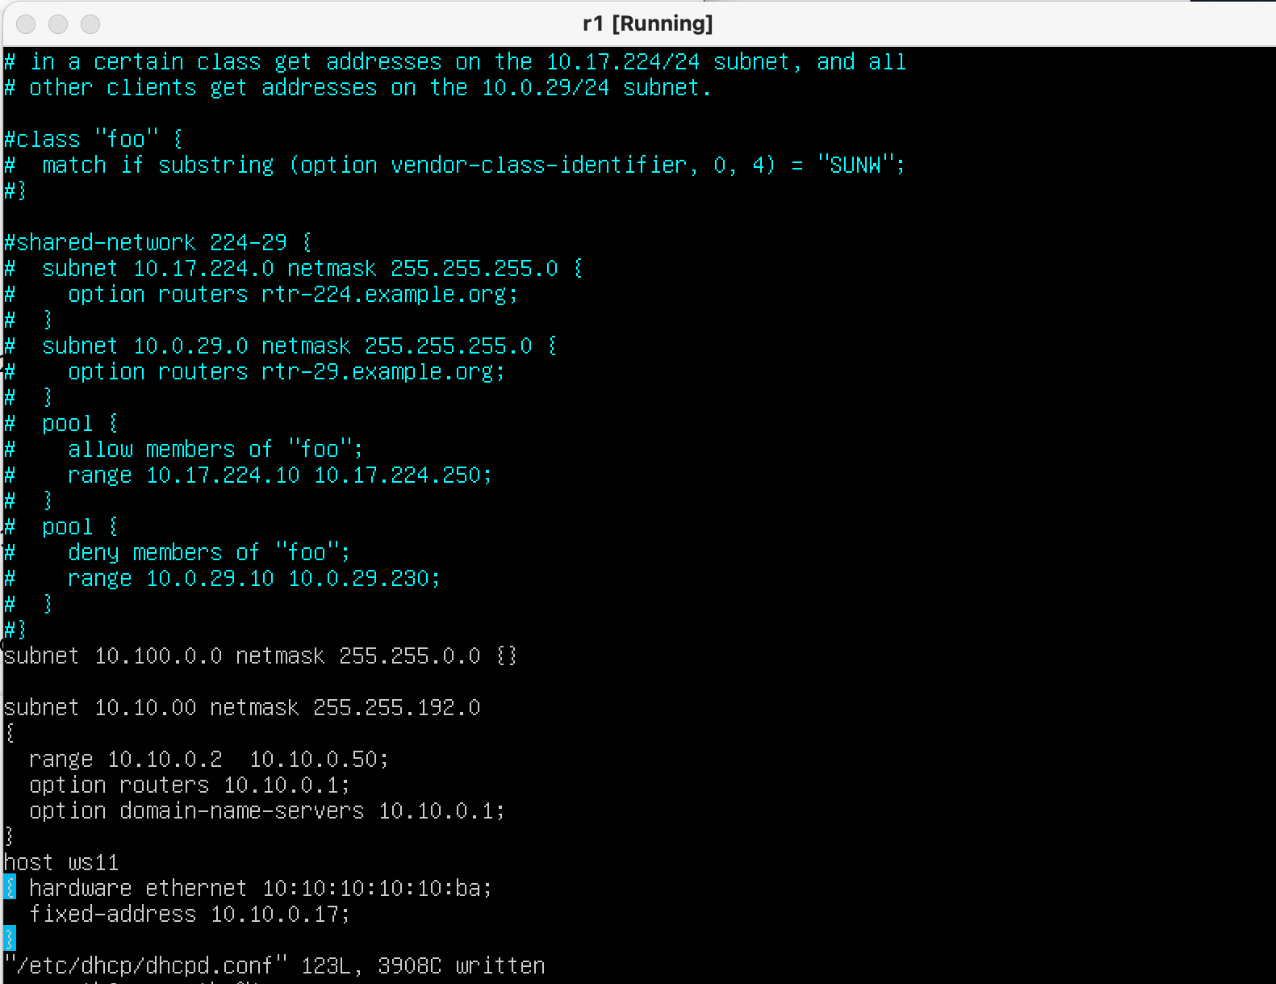 r1 [Running]
# in a certain class get addresses on the 10.17.224/24 subnet, and all
# other clients get addresses on the 10.0.29/24 subnet.
#class "foo" {
#  match if substring (option vendor-class-identifier, 0, 4) = "SUNW";
#}
#shared-network 224-29 {
#  subnet 10.17.224.0 netmask 255.255.255.0 {
#    option routers rtr-224.example.org;
#  }
#  subnet 10.0.29.0 netmask 255.255.255.0 {
#    option routers rtr-29.example.org;
#  }
#  pool {
#    allow members of "foo";
#    range 10.17.224.10 10.17.224.250;
#  }
#  pool {
#    deny members of "foo";
#    range 10.0.29.10 10.0.29.230;
#  }
#}
subnet 10.100.0.0 netmask 255.255.0.0 {}
subnet 10.10.00 netmask 255.255.192.0
{
  range 10.10.0.2  10.10.0.50;
  option routers 10.10.0.1;
  option domain-name-servers 10.10.0.1;
}
host ws11
{ hardware ethernet 10:10:10:10:10:ba;
  fixed-address 10.10.0.17;
}
"/etc/dhcp/dhcpd.conf" 123L, 3908C written